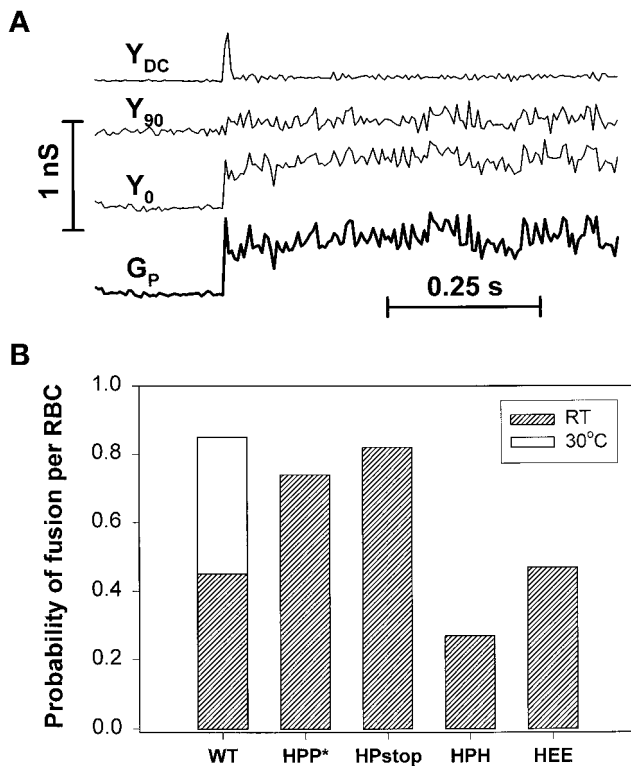 A
Y_DC
Y_90
1 nS
Y_0
G_P
0.25 s
B
Probability of fusion per RBC
1.0
0.8
0.6
0.4
0.2
0.0
RT
30°C
WT HPP* HPstop HPH HEE